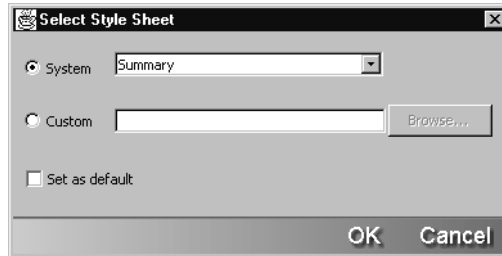 Select Style Sheet
System Summary
Custom Browse...
Set as default
OK Cancel